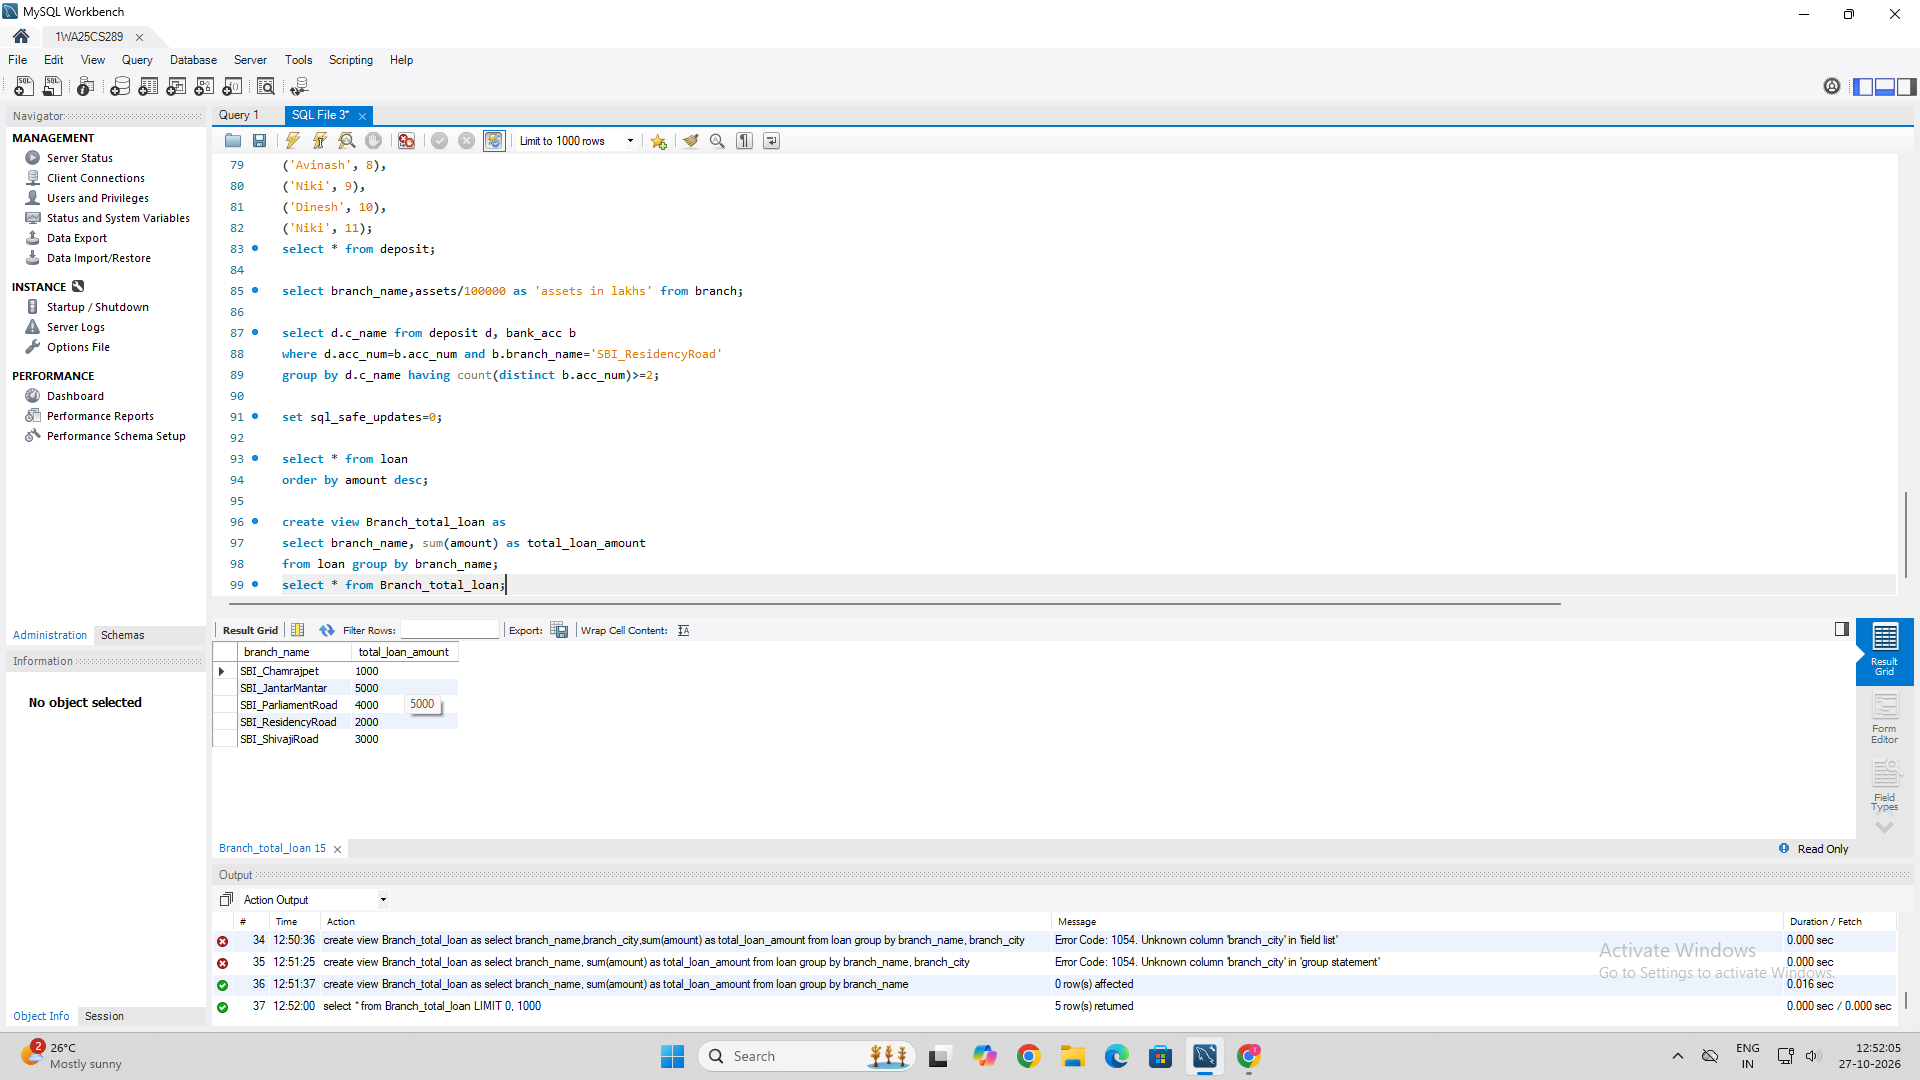 MySQL Workbench
1WA25CS289
File Edit View Query Database Server Tools Scripting Help
Navigator
MANAGEMENT
Server Status
Client Connections
Users and Privileges
Status and System Variables
Data Export
Data Import/Restore
INSTANCE
Startup / Shutdown
Server Logs
Options File
PERFORMANCE
Dashboard
Performance Reports
Performance Schema Setup
Administration Schemas
Information
No object selected
Object Info Session
Query 1 SQL File 3*
Limit to 1000 rows
79 ('Avinash', 8),
80 ('Niki', 9),
81 ('Dinesh', 10),
82 ('Niki', 11);
83 select * from deposit;
84
85 select branch_name,assets/100000 as 'assets in lakhs' from branch;
86
87 select d.c_name from deposit d, bank_acc b
88 where d.acc_num=b.acc_num and b.branch_name='SBI_ResidencyRoad'
89 group by d.c_name having count(distinct b.acc_num)>=2;
90
91 set sql_safe_updates=0;
92
93 select * from loan
94 order by amount desc;
95
96 create view Branch_total_loan as
97 select branch_name, sum(amount) as total_loan_amount
98 from loan group by branch_name;
99 select * from Branch_total_loan;
Result Grid Filter Rows: Export: Wrap Cell Content:
branch_name total_loan_amount
SBI_Chamrajpet 1000
SBI_JantarMantar 5000
SBI_ParliamentRoad 4000 5000
SBI_ResidencyRoad 2000
SBI_ShivajiRoad 3000
Result Grid
Form Editor
Field Types
Branch_total_loan 15 Read Only
Output
Action Output
# Time Action Message Duration / Fetch
34 12:50:36 create view Branch_total_loan as select branch_name,branch_city,sum(amount) as total_loan_amount from loan group by branch_name, branch_city Error Code: 1054. Unknown column 'branch_city' in 'field list' 0.000 sec
35 12:51:25 create view Branch_total_loan as select branch_name, sum(amount) as total_loan_amount from loan group by branch_name, branch_city Error Code: 1054. Unknown column 'branch_city' in 'group statement' 0.000 sec
36 12:51:37 create view Branch_total_loan as select branch_name, sum(amount) as total_loan_amount from loan group by branch_name 0 row(s) affected 0.016 sec
37 12:52:00 select * from Branch_total_loan LIMIT 0, 1000 5 row(s) returned 0.000 sec / 0.000 sec
Activate Windows
Go to Settings to activate Windows.
2 26°C
Mostly sunny
Search
ENG
IN
12:52:05
27-10-2026